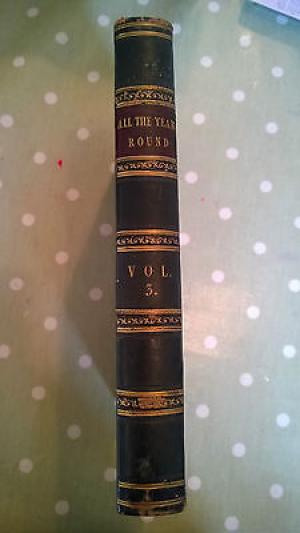 ALL THE YEAR
ROUND
VOL.
3.